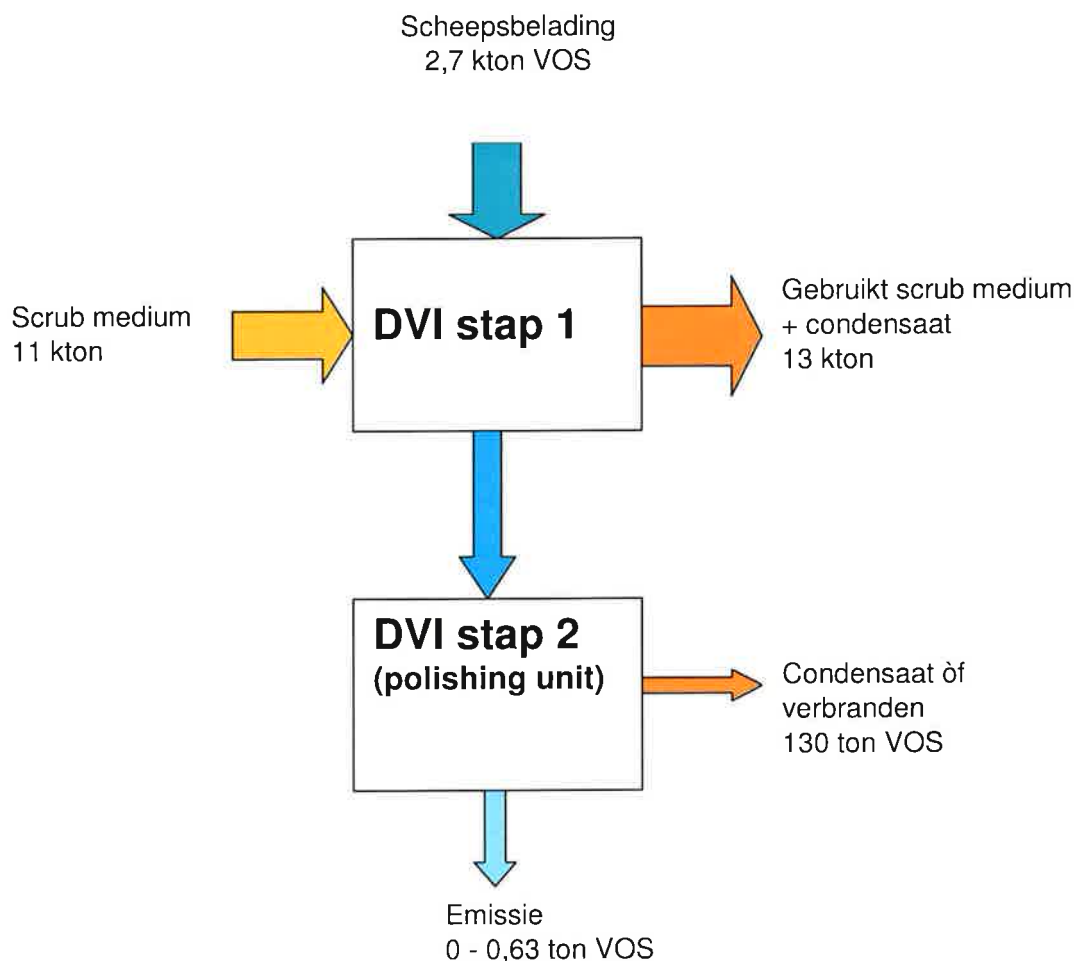 Scheepsbelading
2,7 kton VOS
Scrub medium
11 kton
DVI stap 1
Gebruikt scrub medium
+ condensaat
13 kton
DVI stap 2
(polishing unit)
Condensaat òf
verbranden
130 ton VOS
Emissie
0 - 0,63 ton VOS